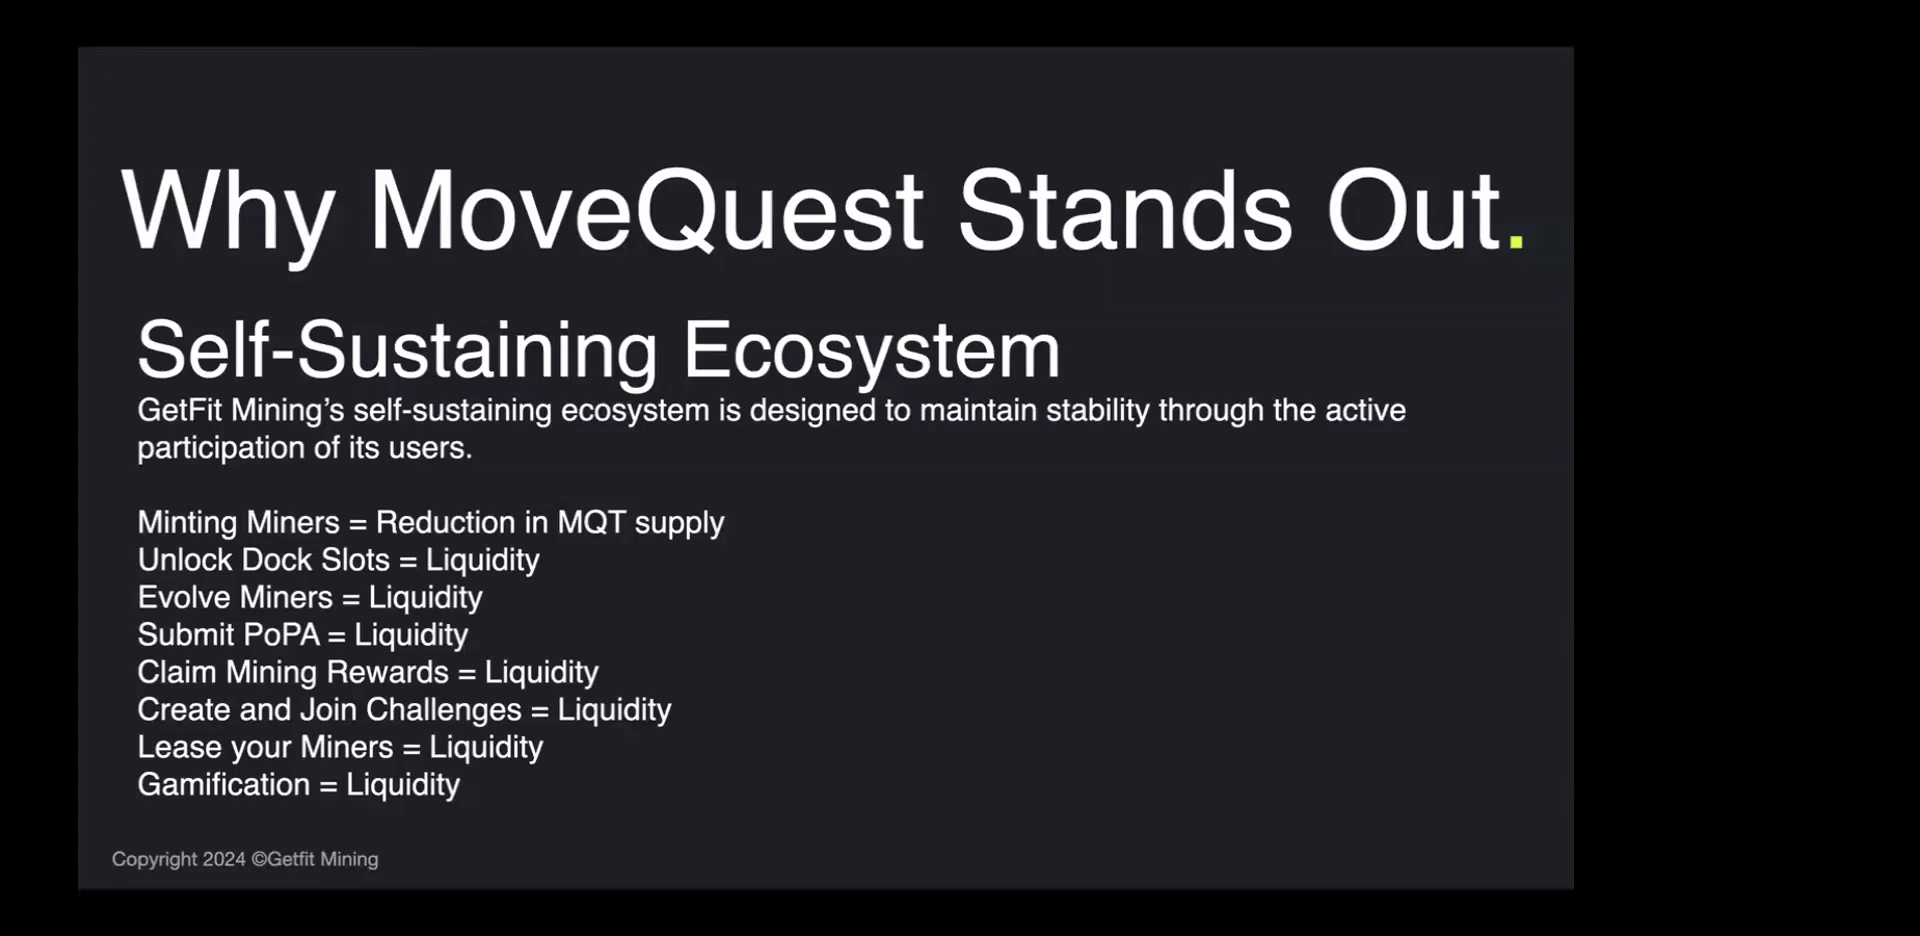 Why MoveQuest Stands Out.
Self-Sustaining Ecosystem
GetFit Mining’s self-sustaining ecosystem is designed to maintain stability through the active
participation of its users.
Minting Miners = Reduction in MQT supply
Unlock Dock Slots = Liquidity
Evolve Miners = Liquidity
Submit PoPA = Liquidity
Claim Mining Rewards = Liquidity
Create and Join Challenges = Liquidity
Lease your Miners = Liquidity
Gamification = Liquidity
Copyright 2024 ©Getfit Mining